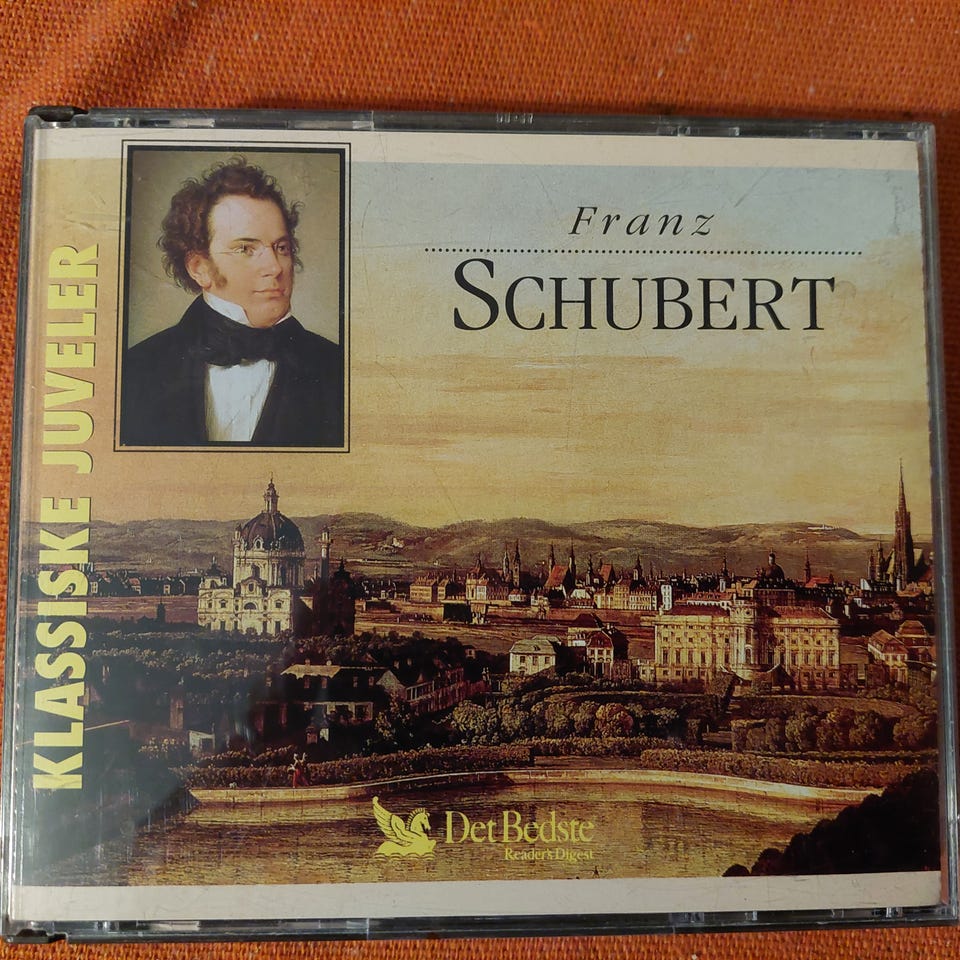 Franz
SCHUBERT
KLASSISKE JUVELER
Det Bedste
Reader's Digest